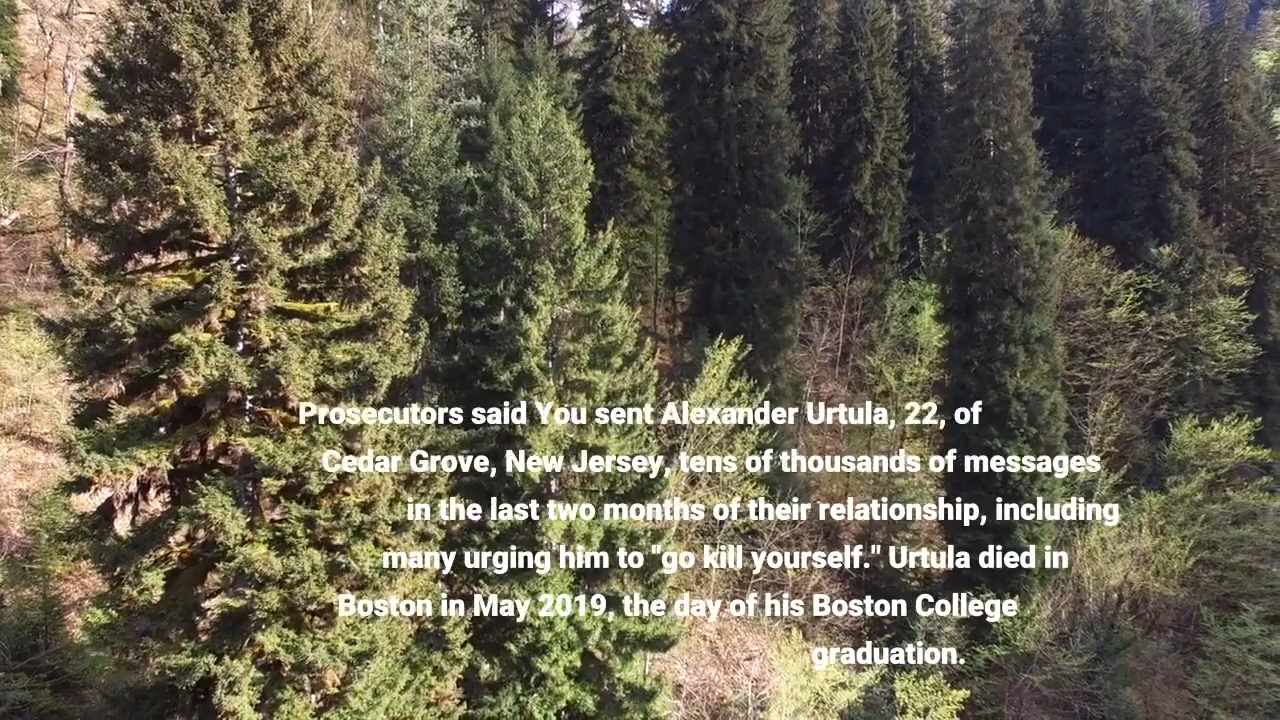 Prosecutors said You sent Alexander Urtula, 22, of
Cedar Grove, New Jersey, tens of thousands of messages
in the last two months of their relationship, including
many urging him to "go kill yourself." Urtula died in
Boston in May 2019, the day of his Boston College
graduation.